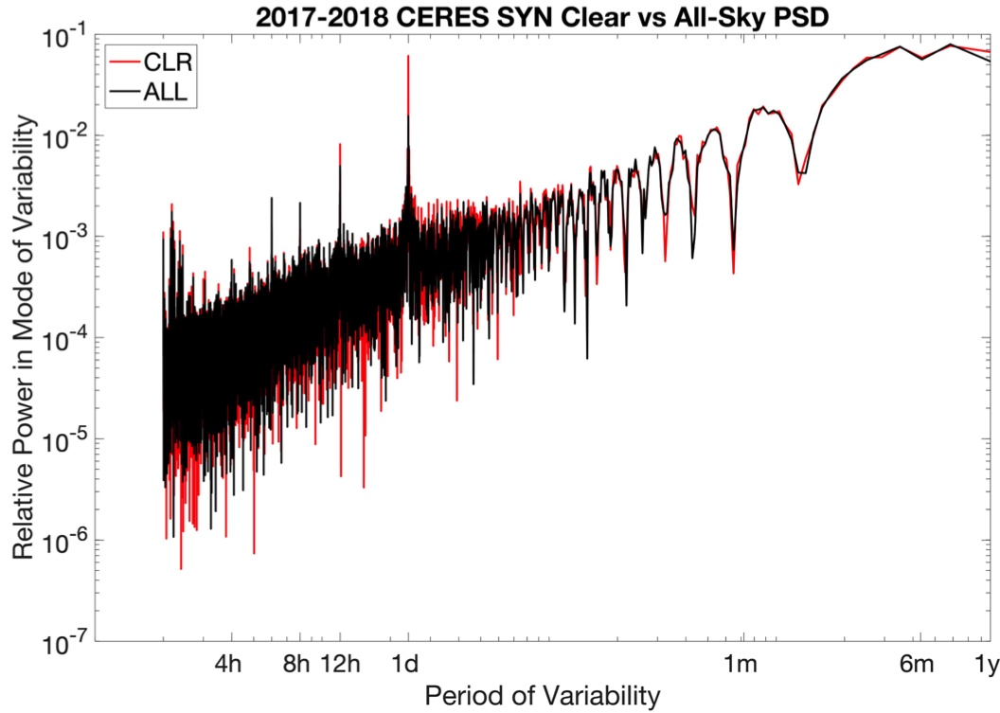 2017-2018 CERES SYN Clear vs All-Sky PSD
CLR
ALL
Relative Power in Mode of Variability
10^-1
10^-2
10^-3
10^-4
10^-5
10^-6
10^-7
4h 8h 12h 1d 1m 6m 1y
Period of Variability